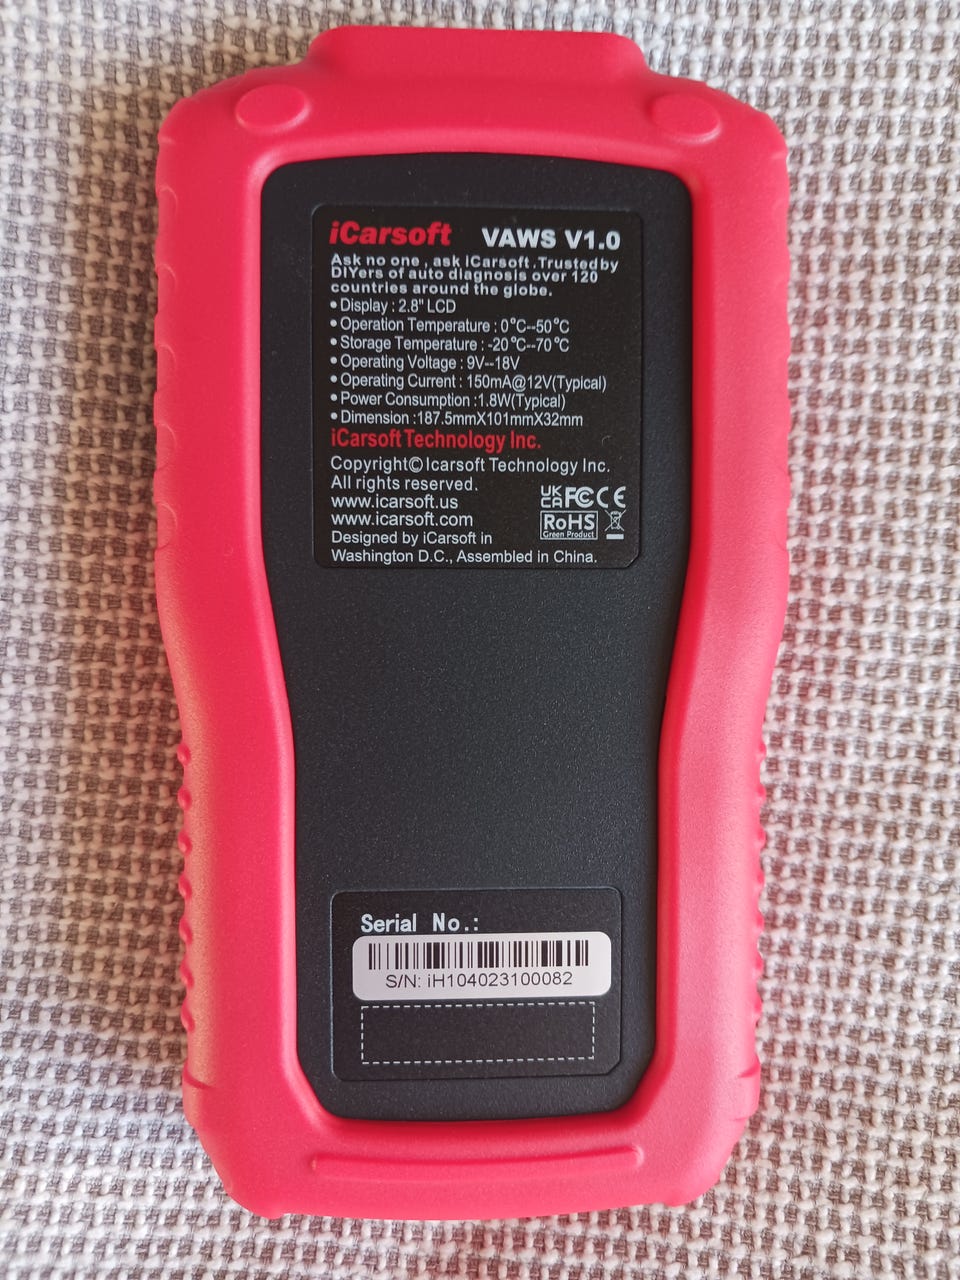 iCarsoft VAWS V1.0
Ask no one , ask iCarsoft .Trusted by
DIYers of auto diagnosis over 120
countries around the globe.
• Display : 2.8" LCD
• Operation Temperature : 0°C--50°C
• Storage Temperature : -20°C--70°C
• Operating Voltage : 9V--18V
• Operating Current : 150mA@12V(Typical)
• Power Consumption :1.8W(Typical)
• Dimension :187.5mmX101mmX32mm
iCarsoft Technology Inc.
Copyright© Icarsoft Technology Inc.
All rights reserved.
www.icarsoft.us
UK CA FC CE
www.icarsoft.com
RoHS
Green Product
Designed by iCarsoft in
Washington D.C., Assembled in China.
Serial No.:
S/N: iH104023100082